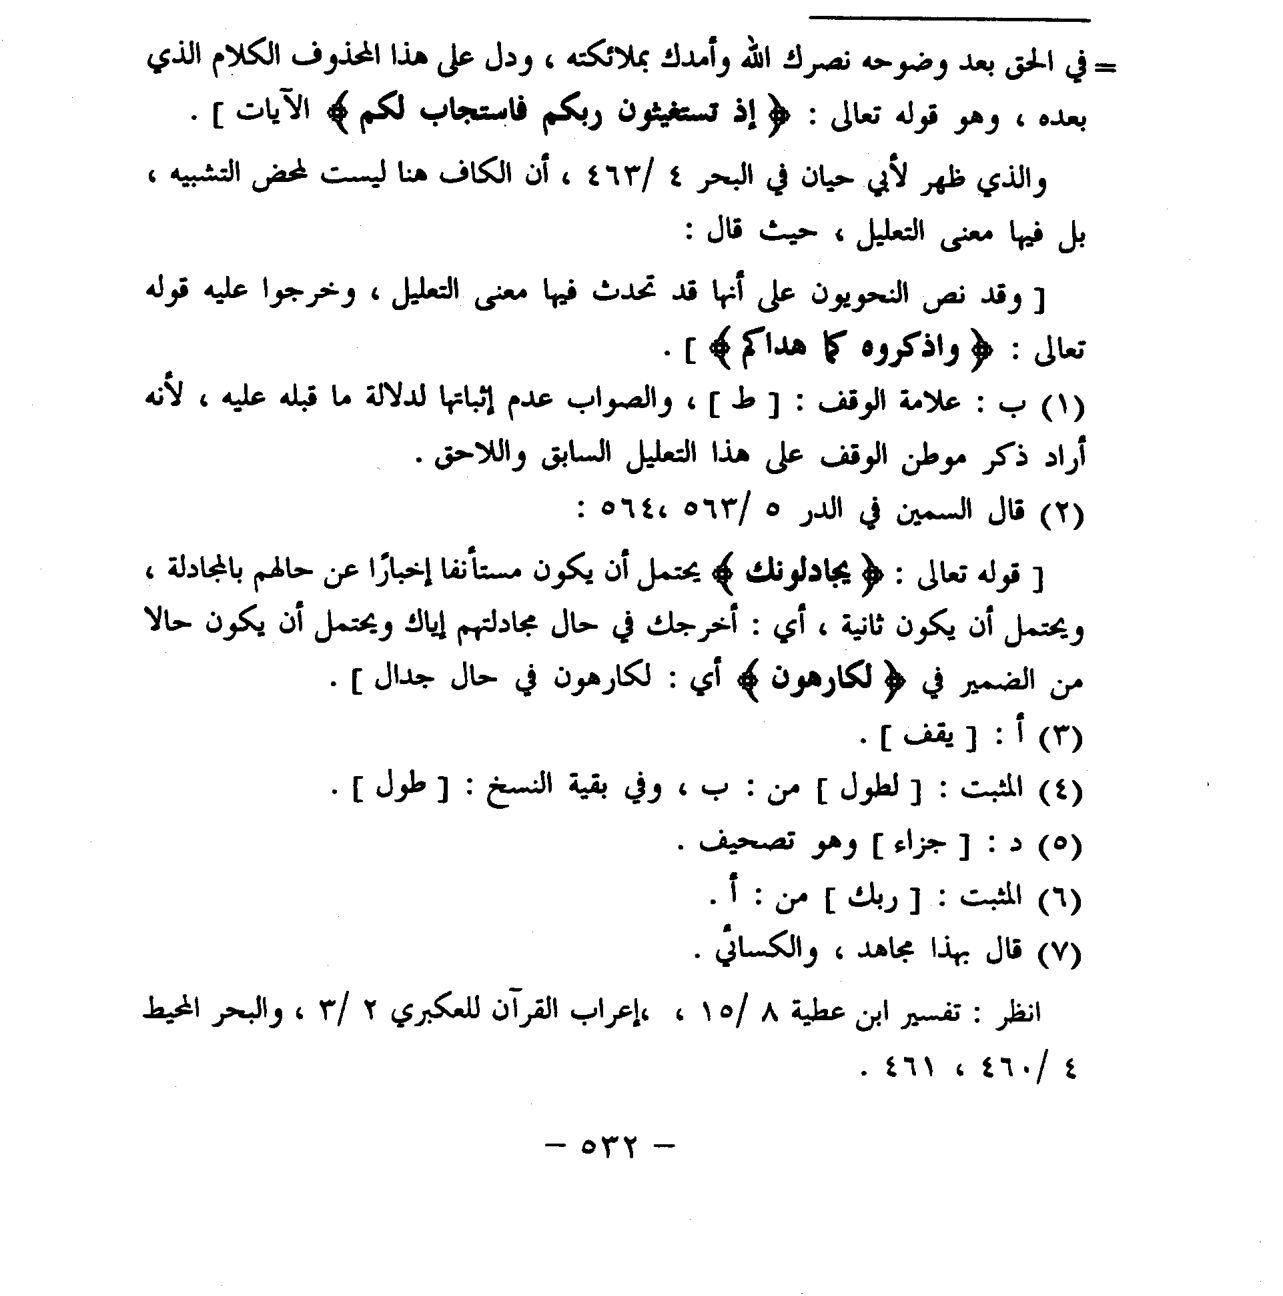 = في الحق بعد وضوحه نصرك الله وأمدك بملائكته ، ودل على هذا المحذوف الكلام الذي
بعده ، وهو قوله تعالى : ﴿ إذ تستغيثون ربكم فاستجاب لكم ﴾ الآيات ] .
والذي ظهر لأبي حيان في البحر ٤ /٤٦٣ ، أن الكاف هنا ليست لمحض التشبيه ،
بل فيها معنى التعليل ، حيث قال :
[ وقد نص النحويون على أنها قد تحدث فيها معنى التعليل ، وخرجوا عليه قوله
تعالى : ﴿ واذكروه كما هداكم ﴾ ] .
(١) ب : علامة الوقف : [ ط ] ، والصواب عدم إثباتها لدلالة ما قبله عليه ، لأنه
أراد ذكر موطن الوقف على هذا التعليل السابق واللاحق .
(٢) قال السمين في الدر ٥ /٥٦٣ ،٥٦٤ :
[ قوله تعالى : ﴿ يجادلونك ﴾ يحتمل أن يكون مستأنفا إخبارًا عن حالهم بالمجادلة ،
ويحتمل أن يكون ثانية ، أي : أخرجك في حال مجادلتهم إياك ويحتمل أن يكون حالا
من الضمير في ﴿ لكارهون ﴾ أي : لكارهون في حال جدال ] .
(٣) أ : [ يقف ] .
(٤) المثبت : [ لطول ] من : ب ، وفي بقية النسخ : [ طول ] .
(٥) د : [ جزاء ] وهو تصحيف .
(٦) المثبت : [ ربك ] من : أ .
(٧) قال بهذا مجاهد ، والكسائي .
انظر : تفسير ابن عطية ٨ /١٥ ، ،إعراب القرآن للعكبري ٢ /٣ ، والبحر المحيط
٤ /٤٦٠ ، ٤٦١ .
– ٥٣٢ –